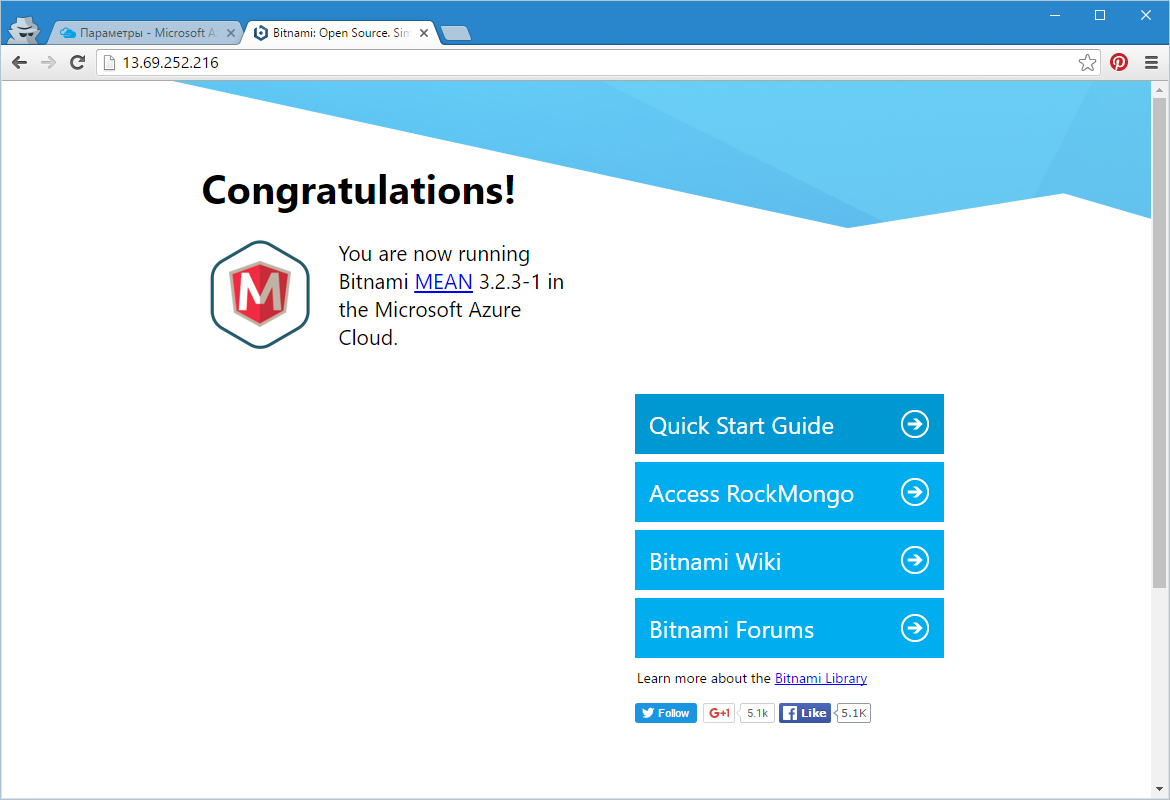 Параметры - Microsoft A
Bitnami: Open Source. Sim
13.69.252.216
Congratulations!
M
You are now running
Bitnami MEAN 3.2.3-1 in
the Microsoft Azure
Cloud.
Quick Start Guide
Access RockMongo
Bitnami Wiki
Bitnami Forums
Learn more about the Bitnami Library
Follow G+1 5.1k Like 5.1K